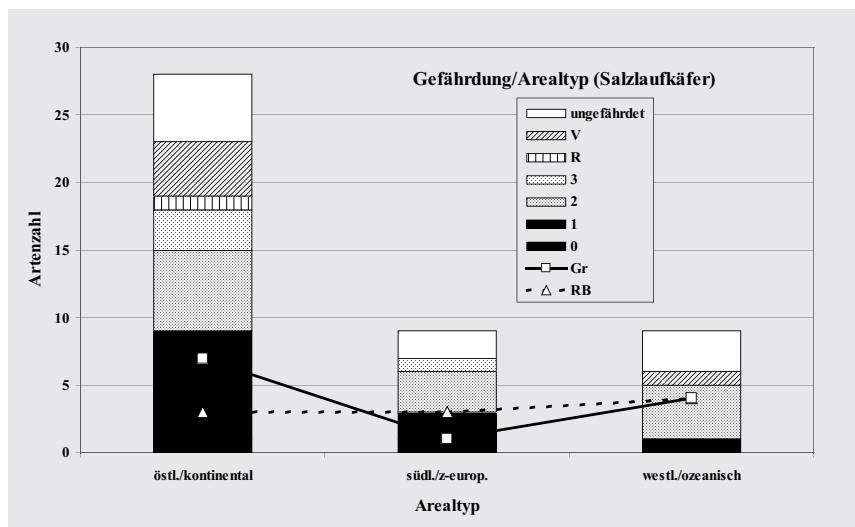 Gefährdung/Arealtyp (Salzlaufkäfer)
ungefährdet
V
R
3
2
1
0
Gr
RB
Artenzahl
30
25
20
15
10
5
0
östl./kontinental
südl./z-europ.
westl./ozeanisch
Arealtyp